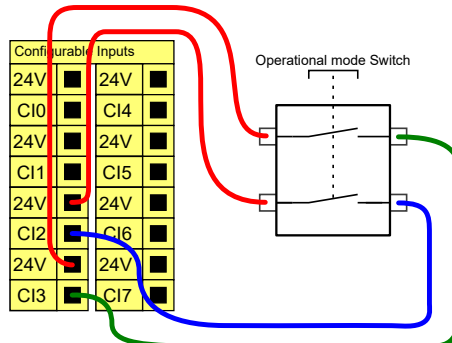 Configurable Inputs
Operational mode Switch
24V 24V
CI0 CI4
24V 24V
CI1 CI5
24V 24V
CI2 CI6
24V 24V
CI3 CI7